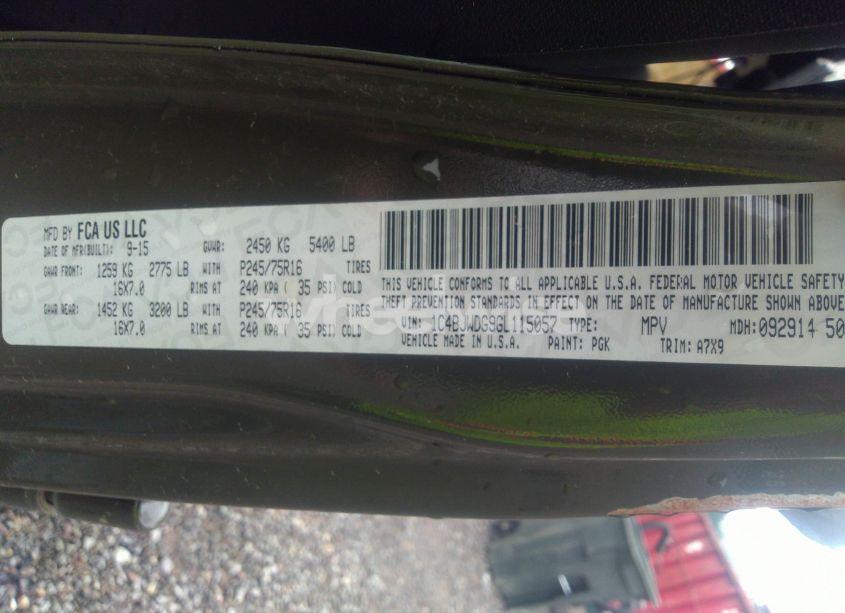 MFD BY FCA US LLC
DATE OF MFR(BUILT): 9-15 GVWR: 2450 KG 5400 LB
GAWR FRONT: 1259 KG 2775 LB WITH P245/75R16 TIRES
16X7.0 RIMS AT 240 KPA ( 35 PSI) COLD
GAWR REAR: 1452 KG 3200 LB WITH P245/75R16 TIRES
16X7.0 RIMS AT 240 KPA ( 35 PSI) COLD
THIS VEHICLE CONFORMS TO ALL APPLICABLE U.S.A. FEDERAL MOTOR VEHICLE SAFETY
THEFT PREVENTION STANDARDS IN EFFECT ON THE DATE OF MANUFACTURE SHOWN ABOVE
VIN: 1C4BJWDG9GL115057 TYPE: MPV MDH: 092914 50
VEHICLE MADE IN U.S.A. PAINT: PGK TRIM: A7X9